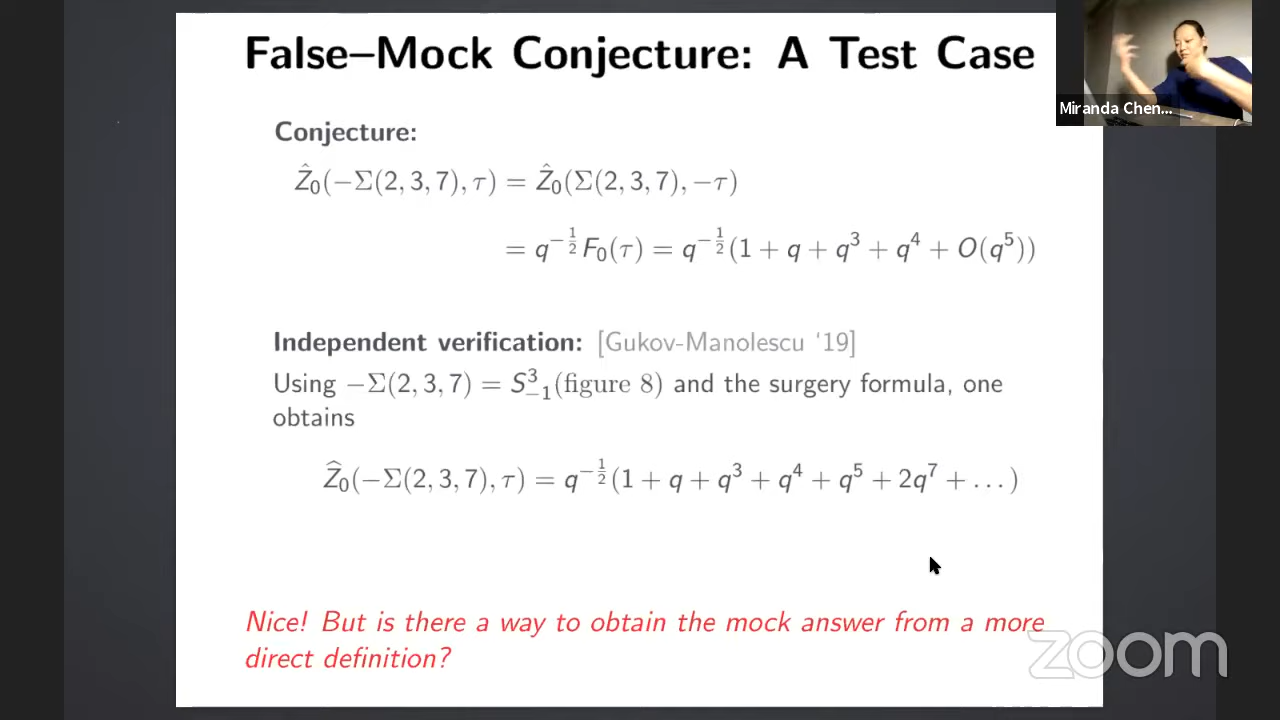 False–Mock Conjecture: A Test Case
Miranda Chen...
Conjecture:
Ẑ₀(−Σ(2, 3, 7), τ) = Ẑ₀(Σ(2, 3, 7), −τ)
= q^{−1/2} F₀(τ) = q^{−1/2}(1 + q + q³ + q⁴ + O(q⁵))
Independent verification: [Gukov-Manolescu ‘19]
Using −Σ(2, 3, 7) = S³₋₁(figure 8) and the surgery formula, one
obtains
Ẑ₀(−Σ(2, 3, 7), τ) = q^{−1/2}(1 + q + q³ + q⁴ + q⁵ + 2q⁷ + ...)
Nice! But is there a way to obtain the mock answer from a more
direct definition?
zoom